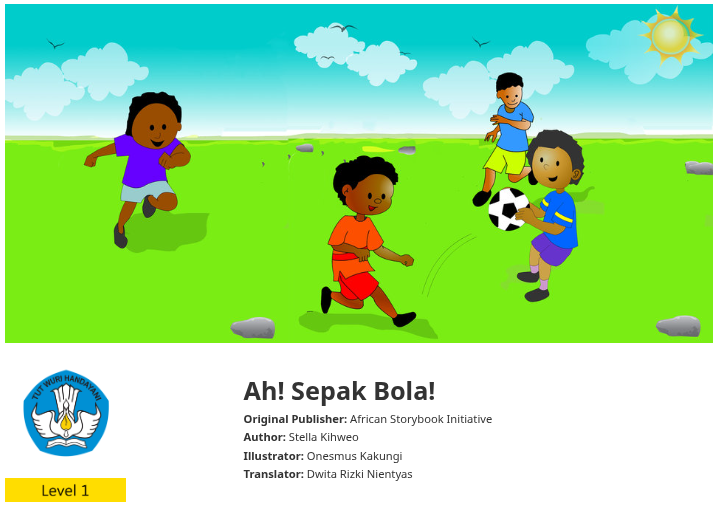 TUT WURI HANDAYANI
Ah! Sepak Bola!
Original Publisher: African Storybook Initiative
Author: Stella Kihweo
Illustrator: Onesmus Kakungi
Translator: Dwita Rizki Nientyas
Level 1